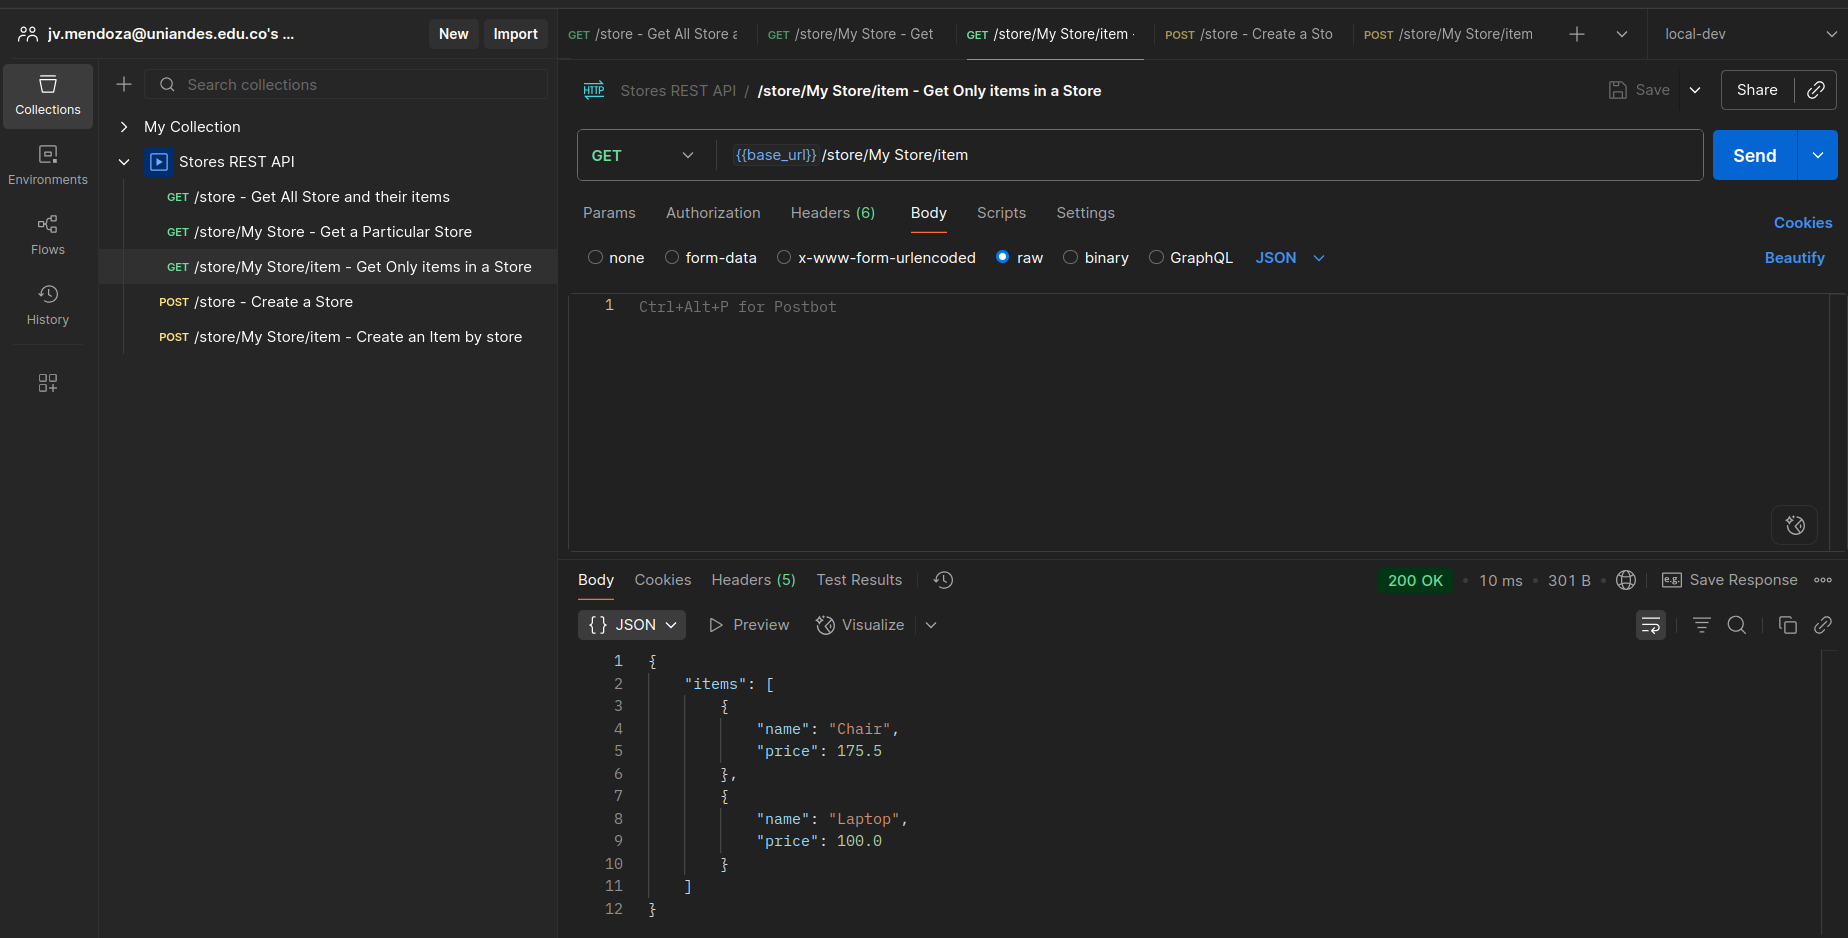 jv.mendoza@uniandes.edu.co's ...
New
Import
GET /store - Get All Store a
GET /store/My Store - Get
GET /store/My Store/item ·
POST /store - Create a Sto
POST /store/My Store/item
local-dev
Collections
Environments
Flows
History
Search collections
My Collection
Stores REST API
GET /store - Get All Store and their items
GET /store/My Store - Get a Particular Store
GET /store/My Store/item - Get Only items in a Store
POST /store - Create a Store
POST /store/My Store/item - Create an Item by store
HTTP Stores REST API / /store/My Store/item - Get Only items in a Store
Save
Share
GET {{base_url}}/store/My Store/item
Send
Params Authorization Headers (6) Body Scripts Settings
Cookies
none form-data x-www-form-urlencoded raw binary GraphQL JSON
Beautify
1 Ctrl+Alt+P for Postbot
Body Cookies Headers (5) Test Results
200 OK • 10 ms • 301 B •
e.g. Save Response
{} JSON Preview Visualize
1 {
2 "items": [
3 {
4 "name": "Chair",
5 "price": 175.5
6 },
7 {
8 "name": "Laptop",
9 "price": 100.0
10 }
11 ]
12 }